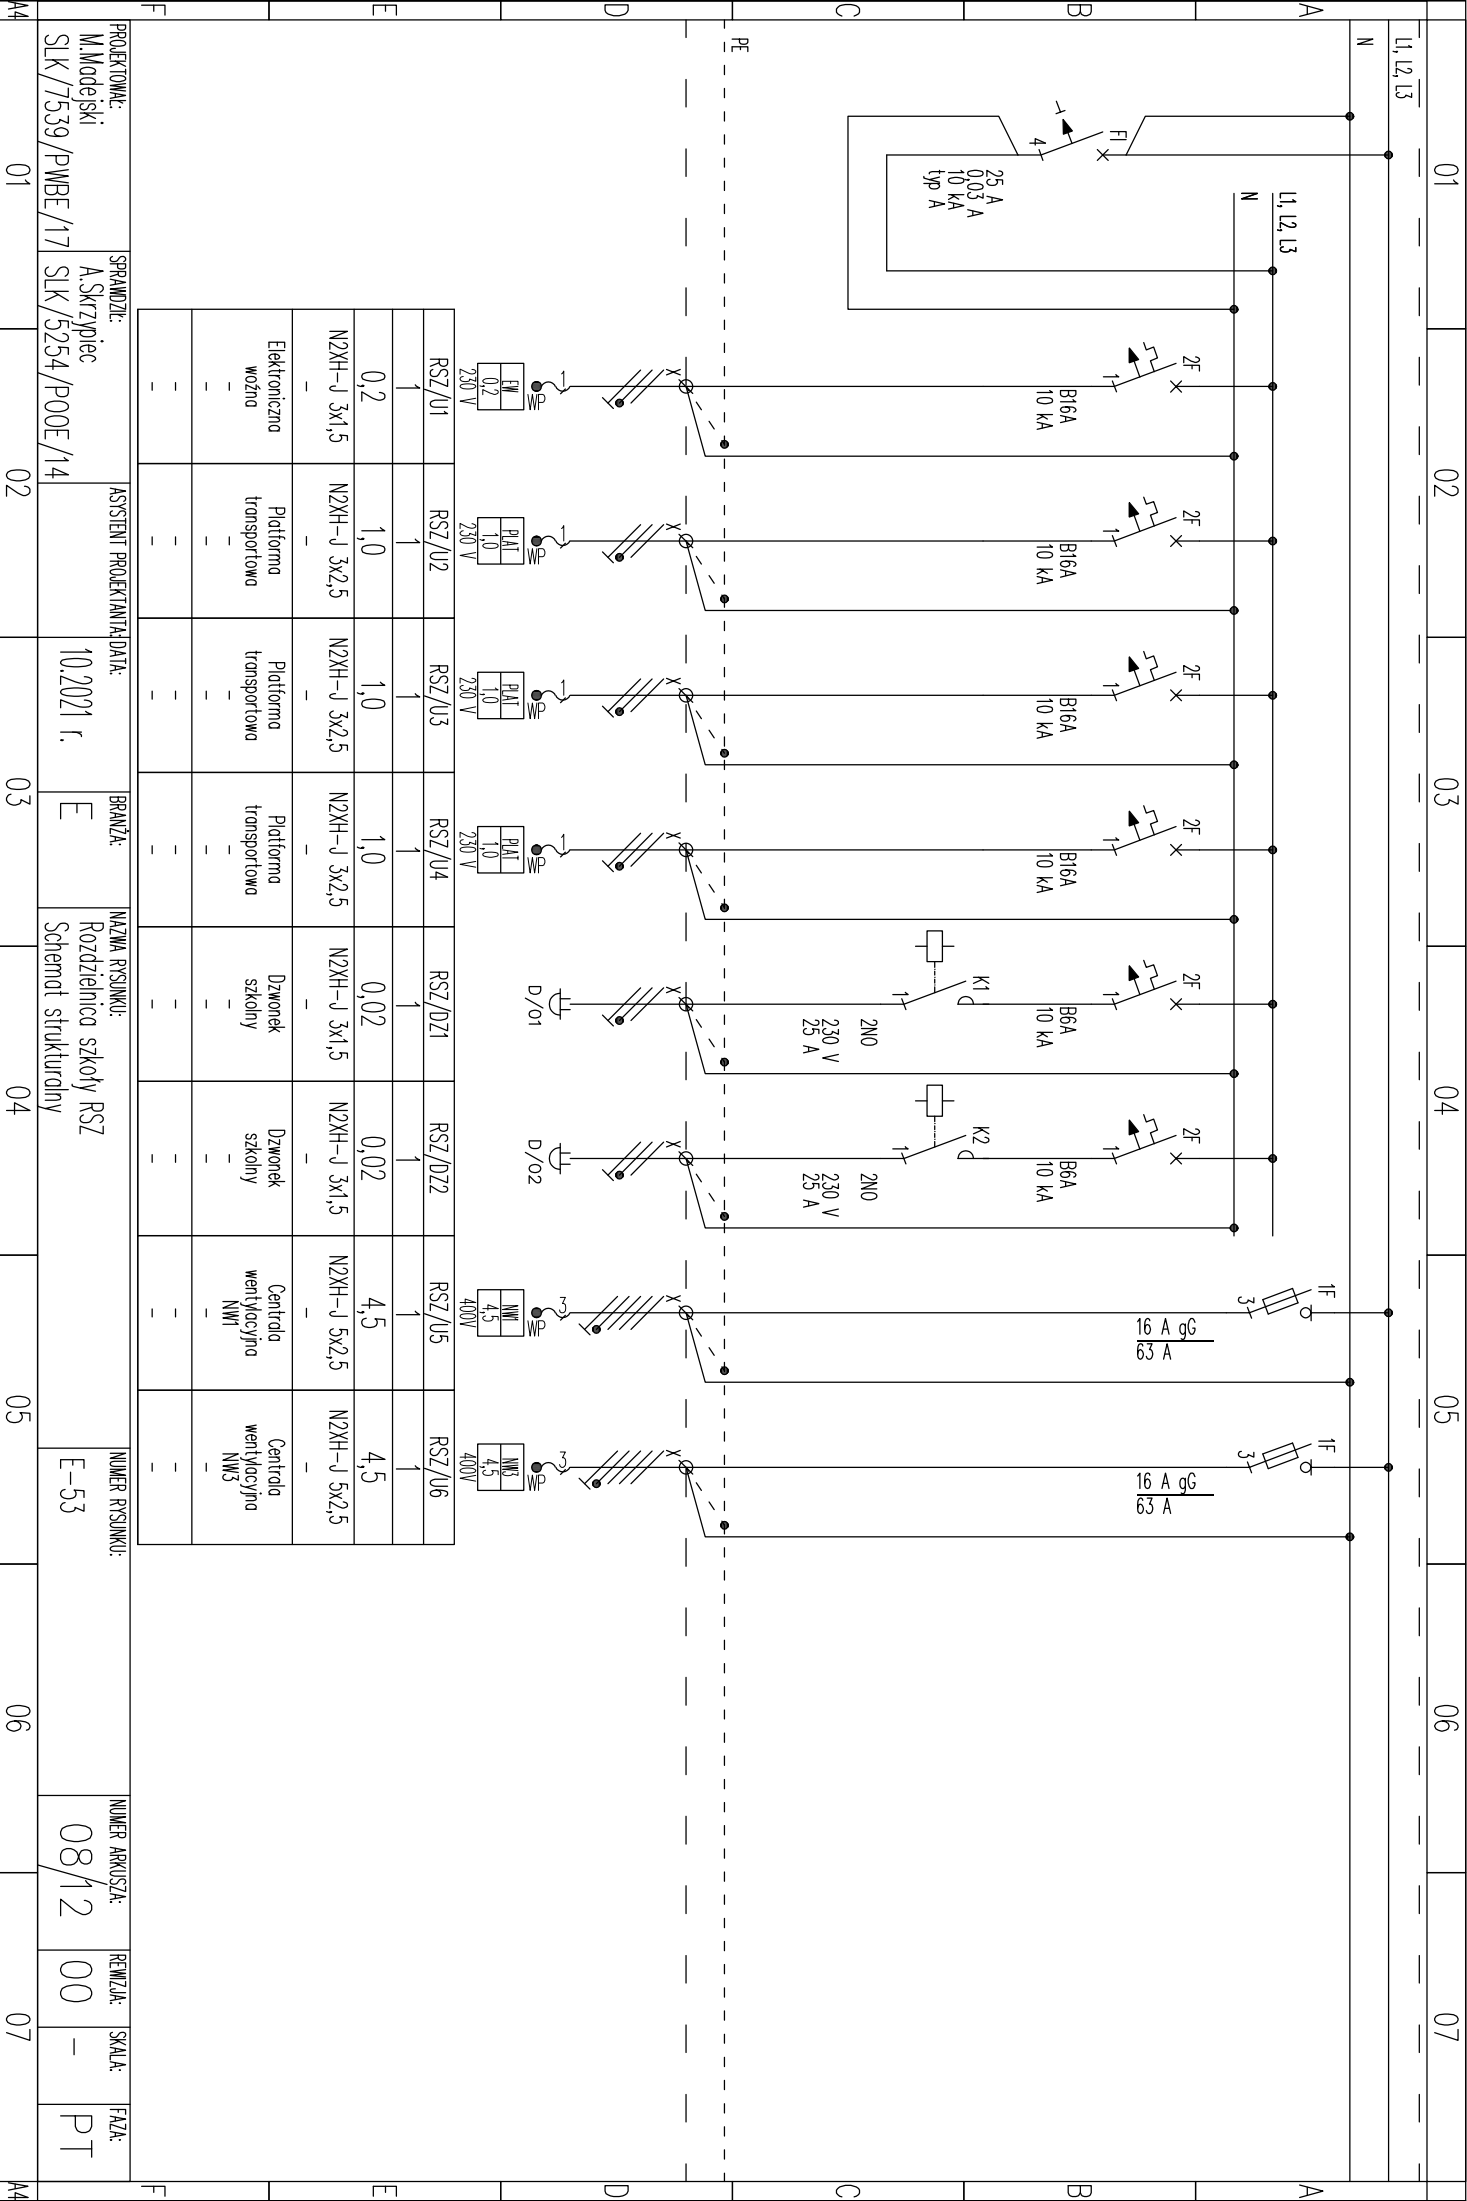 01
02
03
04
05
06
07
A
B
C
D
E
F
A4
L1, L2, L3
N
FI
4
25 A
0,03 A
10 kA
typ A
L1, L2, L3
N
2F
1
B16A
10 kA
2F
1
B16A
10 kA
2F
1
B16A
10 kA
2F
1
B16A
10 kA
2F
1
B6A
10 kA
2F
1
B6A
10 kA
1F
3
16 A gG
63 A
1F
3
16 A gG
63 A
K1
1
2NO
230 V
25 A
K2
1
2NO
230 V
25 A
PE
X
X
X
X
X
X
X
X
1
WP
EW
0,2
230 V
1
WP
PLAT
1,0
230 V
1
WP
PLAT
1,0
230 V
1
WP
PLAT
1,0
230 V
D/01
D/02
3
WP
NW1
4,5
400V
3
WP
NW3
4,5
400V
RSZ/U1 RSZ/U2 RSZ/U3 RSZ/U4 RSZ/DZ1 RSZ/DZ2 RSZ/U5 RSZ/U6
1 1 1 1 1 1 1 1
0,2 1,0 1,0 1,0 0,02 0,02 4,5 4,5
N2XH-J 3x1,5 N2XH-J 3x2,5 N2XH-J 3x2,5 N2XH-J 3x2,5 N2XH-J 3x1,5 N2XH-J 3x1,5 N2XH-J 5x2,5 N2XH-J 5x2,5
- - - - - - - -
Elektroniczna
woźna
-
-
Platforma
transportowa
-
-
Platforma
transportowa
-
-
Platforma
transportowa
-
-
Dzwonek
szkolny
-
-
Dzwonek
szkolny
-
-
Centrala
wentylacyjna
NW1
-
Centrala
wentylacyjna
NW3
-
- - - - - - - -
- - - - - - - -
PROJEKTOWAŁ:
M.Madejski
SLK/7539/PWBE/17
SPRAWDZIŁ:
A.Skrzypiec
SLK/5254/POOE/14
ASYSTENT PROJEKTANTA:
DATA:
10.2021 r.
BRANŻA:
E
NAZWA RYSUNKU:
Rozdzielnica szkoły RSZ
Schemat strukturalny
NUMER RYSUNKU:
E-53
NUMER ARKUSZA:
08/12
REWIZJA:
00
SKALA:
-
FAZA:
PT
A
B
C
D
E
F
A4
01
02
03
04
05
06
07